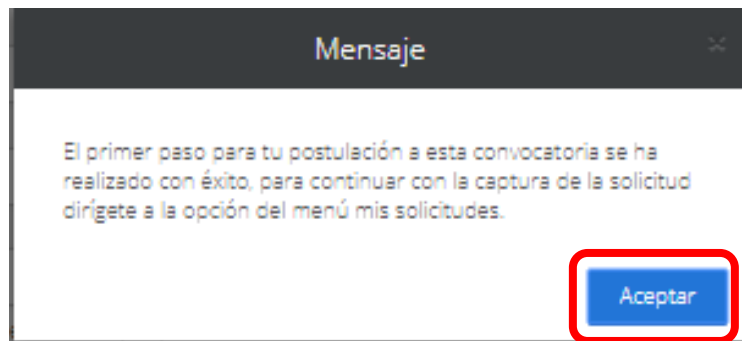 Mensaje
El primer paso para tu postulación a esta convocatoria se ha
realizado con éxito, para continuar con la captura de la solicitud
dirígete a la opción del menú mis solicitudes.
Aceptar